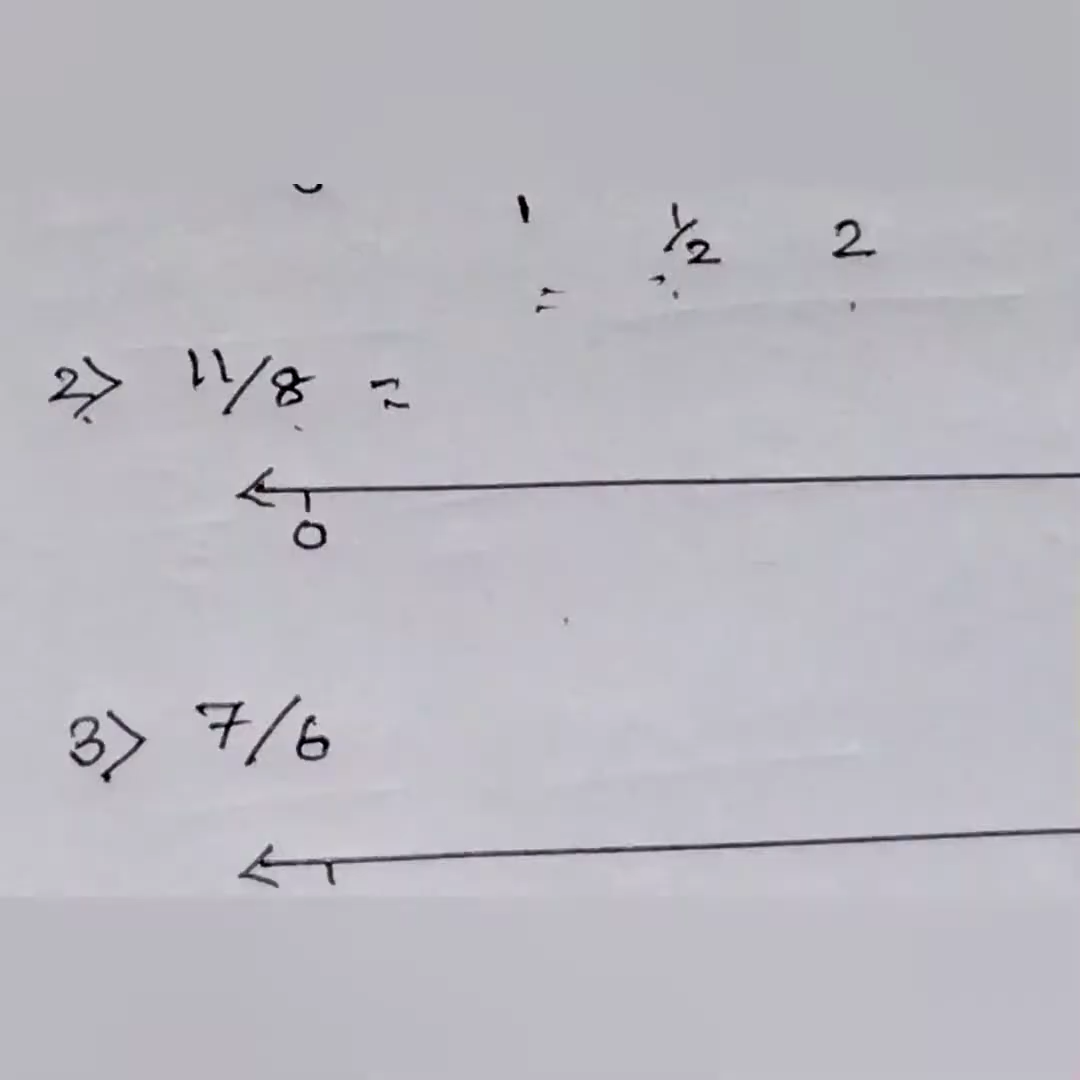 1 1/2 2
=
2> 11/8 =
0
3> 7/6